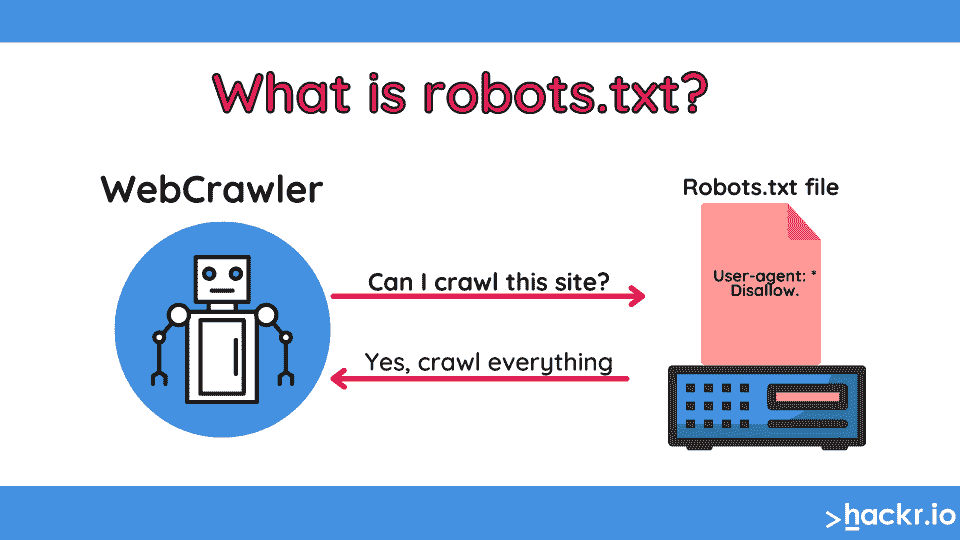 What is robots.txt?
WebCrawler
Robots.txt file
User-agent: *
Disallow.
Can I crawl this site?
Yes, crawl everything
>hackr.io